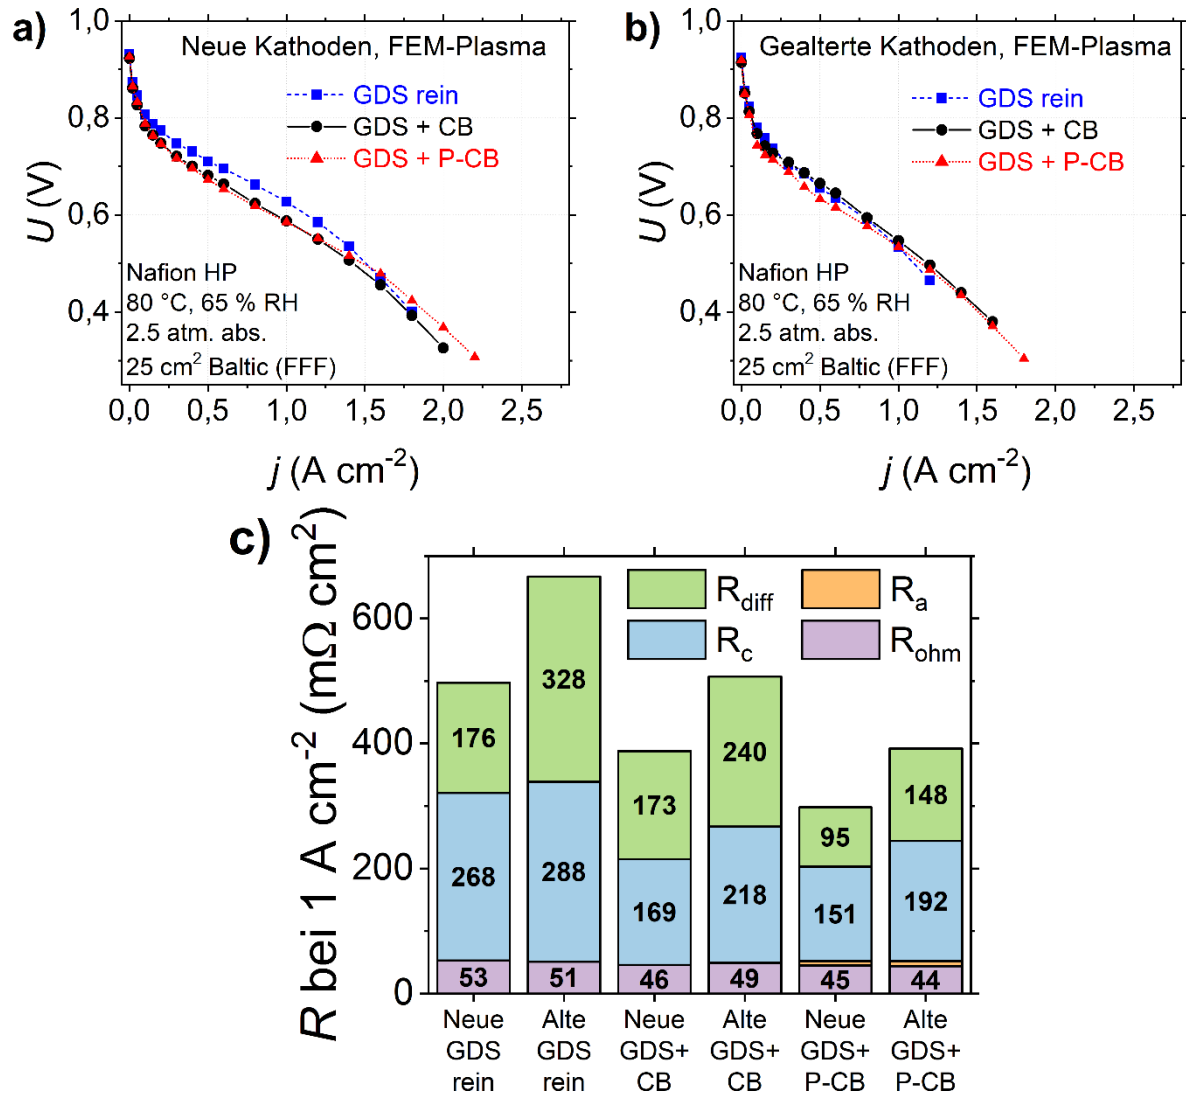 a)
Neue Kathoden, FEM-Plasma
GDS rein
GDS + CB
GDS + P-CB
Nafion HP
80 °C, 65 % RH
2.5 atm. abs.
25 cm² Baltic (FFF)
U (V)
1,0
0,8
0,6
0,4
0,0 0,5 1,0 1,5 2,0 2,5
j (A cm⁻²)
b)
Gealterte Kathoden, FEM-Plasma
GDS rein
GDS + CB
GDS + P-CB
Nafion HP
80 °C, 65 % RH
2.5 atm. abs.
25 cm² Baltic (FFF)
U (V)
1,0
0,8
0,6
0,4
0,0 0,5 1,0 1,5 2,0 2,5
j (A cm⁻²)
c)
R bei 1 A cm⁻² (mΩ cm²)
600
400
200
0
R_diff R_a
R_c R_ohm
176 328 173 240 95 148
268 288 169 218 151 192
53 51 46 49 45 44
Neue Alte Neue Alte Neue Alte
GDS GDS GDS+ GDS+ GDS+ GDS+
rein rein CB CB P-CB P-CB